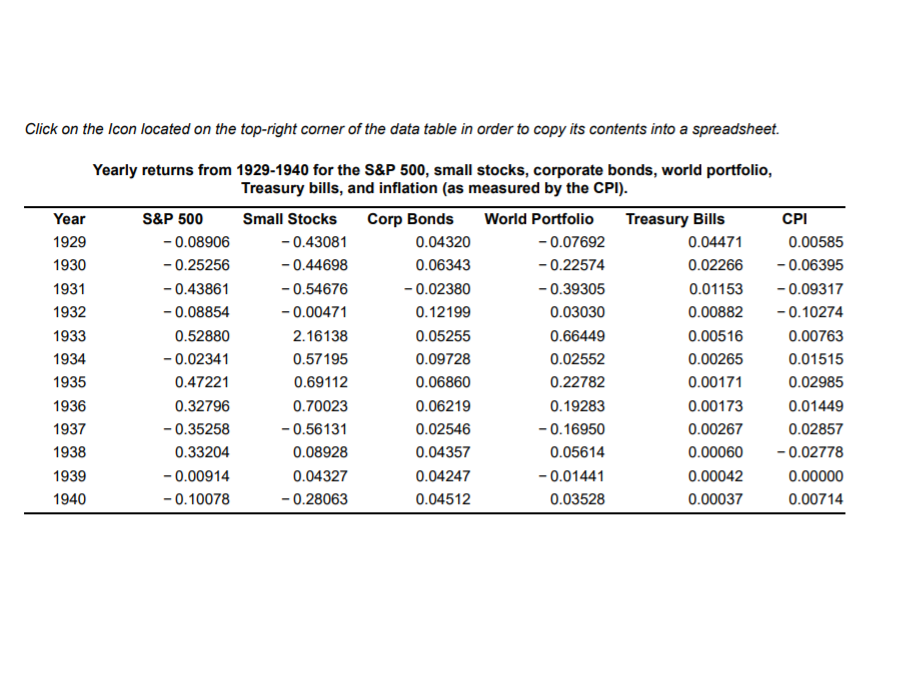 Click on the Icon located on the top-right corner of the data table in order to copy its contents into a spreadsheet.
Yearly returns from 1929-1940 for the S&P 500, small stocks, corporate bonds, world portfolio,
Treasury bills, and inflation (as measured by the CPI).
Year S&P 500 Small Stocks Corp Bonds World Portfolio Treasury Bills CPI
1929 − 0.08906 − 0.43081 0.04320 − 0.07692 0.04471 0.00585
1930 − 0.25256 − 0.44698 0.06343 − 0.22574 0.02266 − 0.06395
1931 − 0.43861 − 0.54676 − 0.02380 − 0.39305 0.01153 − 0.09317
1932 − 0.08854 − 0.00471 0.12199 0.03030 0.00882 − 0.10274
1933 0.52880 2.16138 0.05255 0.66449 0.00516 0.00763
1934 − 0.02341 0.57195 0.09728 0.02552 0.00265 0.01515
1935 0.47221 0.69112 0.06860 0.22782 0.00171 0.02985
1936 0.32796 0.70023 0.06219 0.19283 0.00173 0.01449
1937 − 0.35258 − 0.56131 0.02546 − 0.16950 0.00267 0.02857
1938 0.33204 0.08928 0.04357 0.05614 0.00060 − 0.02778
1939 − 0.00914 0.04327 0.04247 − 0.01441 0.00042 0.00000
1940 − 0.10078 − 0.28063 0.04512 0.03528 0.00037 0.00714